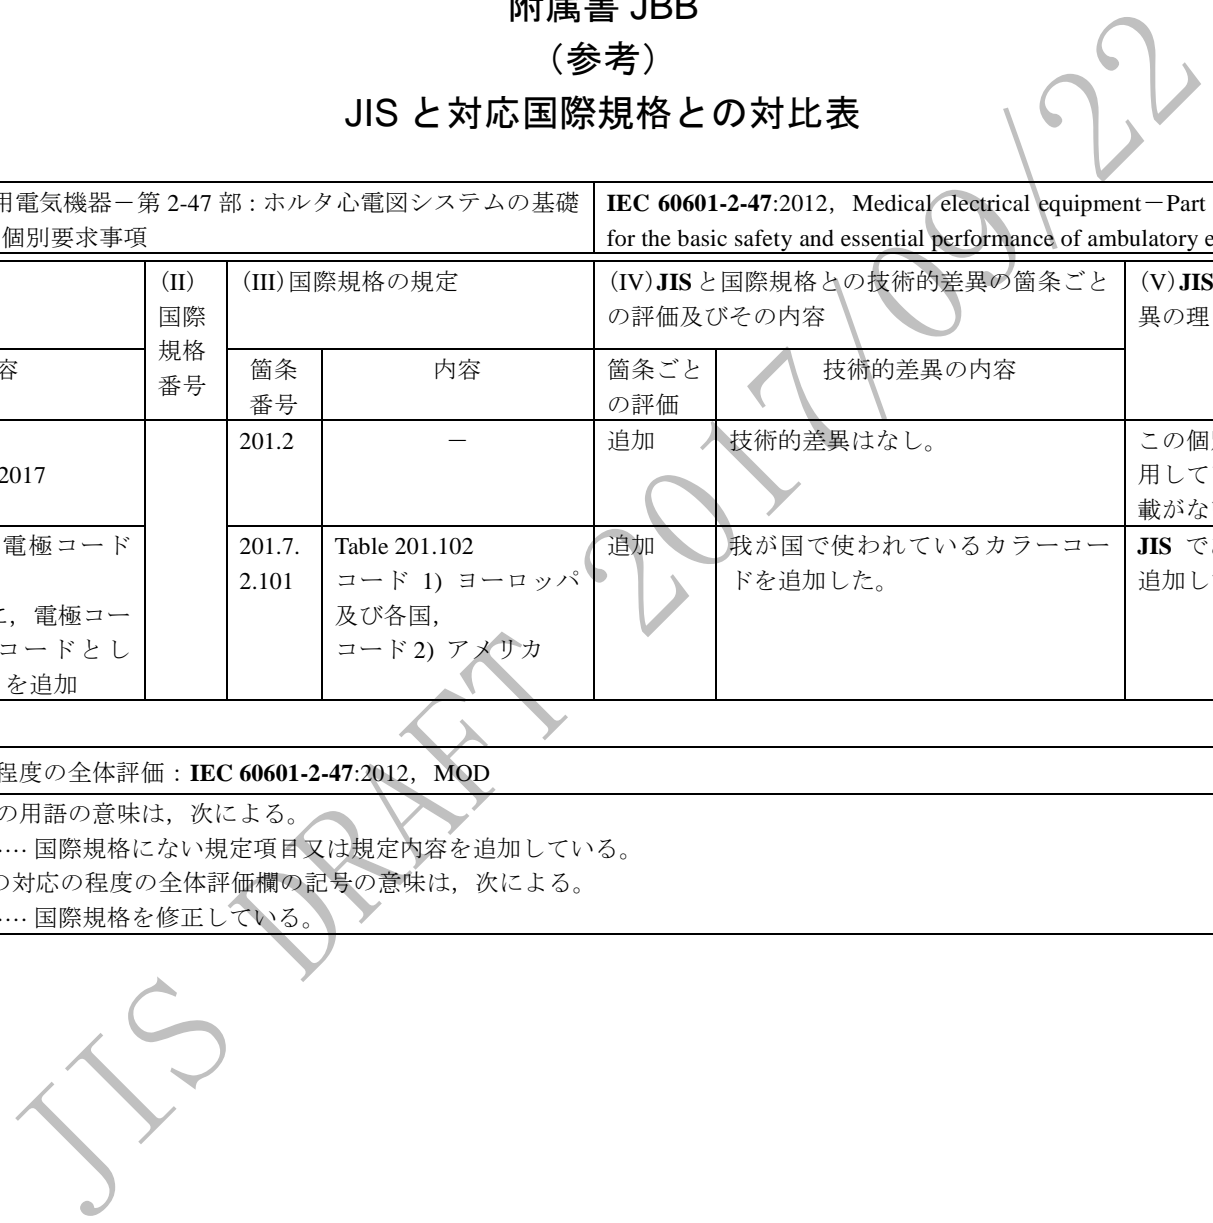 附属書 JBB
（参考）
JIS と対応国際規格との対比表
用電気機器－第 2-47 部 : ホルタ心電図システムの基礎
個別要求事項
IEC 60601-2-47:2012，Medical electrical equipment－Part
for the basic safety and essential performance of ambulatory e
(II)
国際
規格
番号
(III)国際規格の規定
(IV)JIS と国際規格との技術的差異の箇条ごと
の評価及びその内容
(V)JIS
異の理
容
箇条
番号
内容
箇条ごと
の評価
技術的差異の内容
2017
201.2
－
追加
技術的差異はなし。
この個
用して
載がな
電極コード
，電極コー
コードとし
を追加
201.7.
2.101
Table 201.102
コード 1) ヨーロッパ
及び各国，
コード 2) アメリカ
追加
我が国で使われているカラーコー
ドを追加した。
JIS で
追加し
程度の全体評価：IEC 60601-2-47:2012，MOD
の用語の意味は，次による。
… 国際規格にない規定項目又は規定内容を追加している。
の対応の程度の全体評価欄の記号の意味は，次による。
… 国際規格を修正している。
JIS DRAFT 2017/09/22